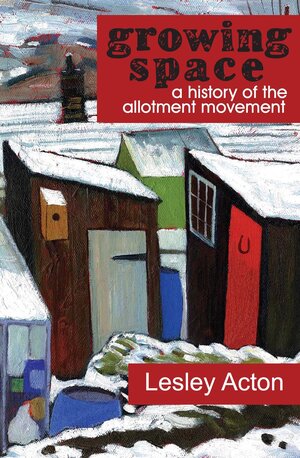 growing
space
a history of the
allotment movement
Lesley Acton